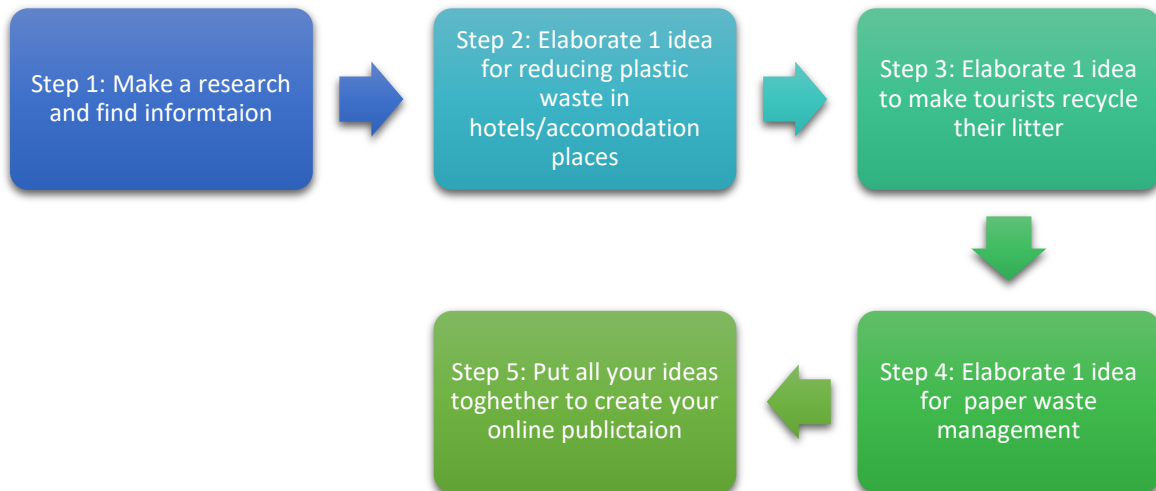 Step 1: Make a research
and find informtaion
Step 2: Elaborate 1 idea
for reducing plastic
waste in
hotels/accomodation
places
Step 3: Elaborate 1 idea
to make tourists recycle
their litter
Step 4: Elaborate 1 idea
for paper waste
management
Step 5: Put all your ideas
toghether to create your
online publictaion